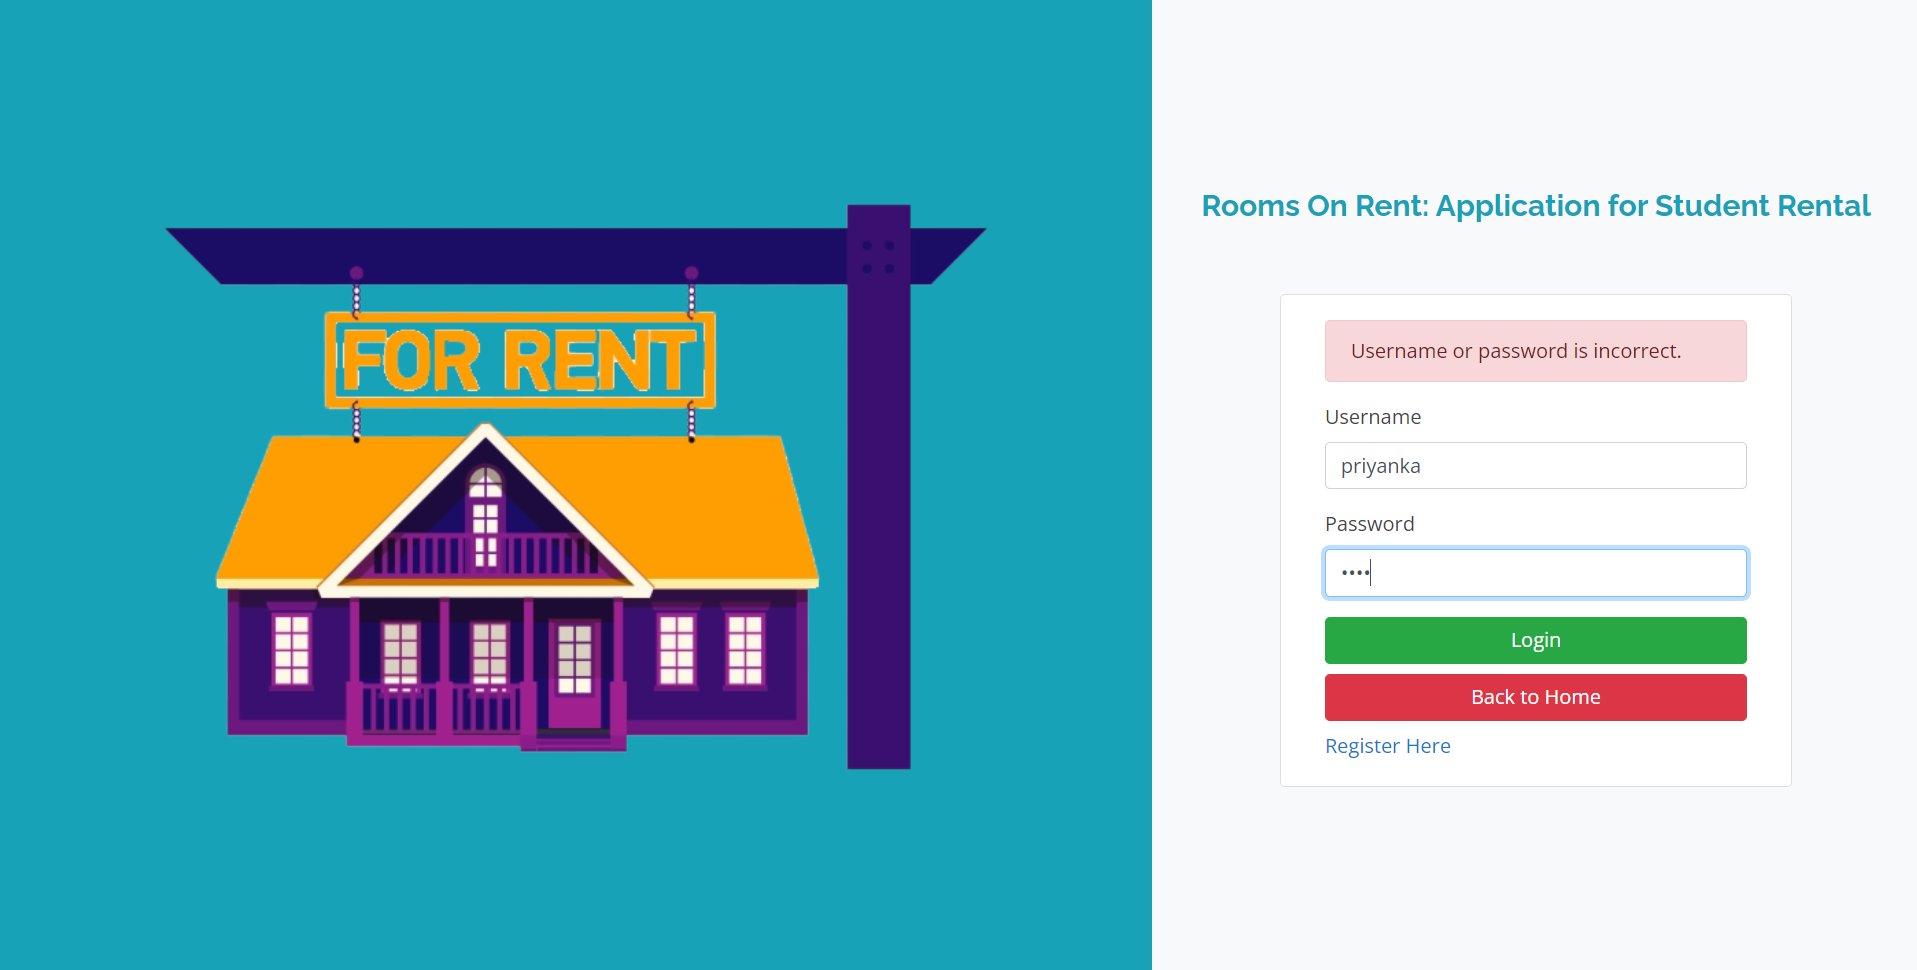 FOR RENT
Rooms On Rent: Application for Student Rental
Username or password is incorrect.
Username
priyanka
Password
••••
Login
Back to Home
Register Here